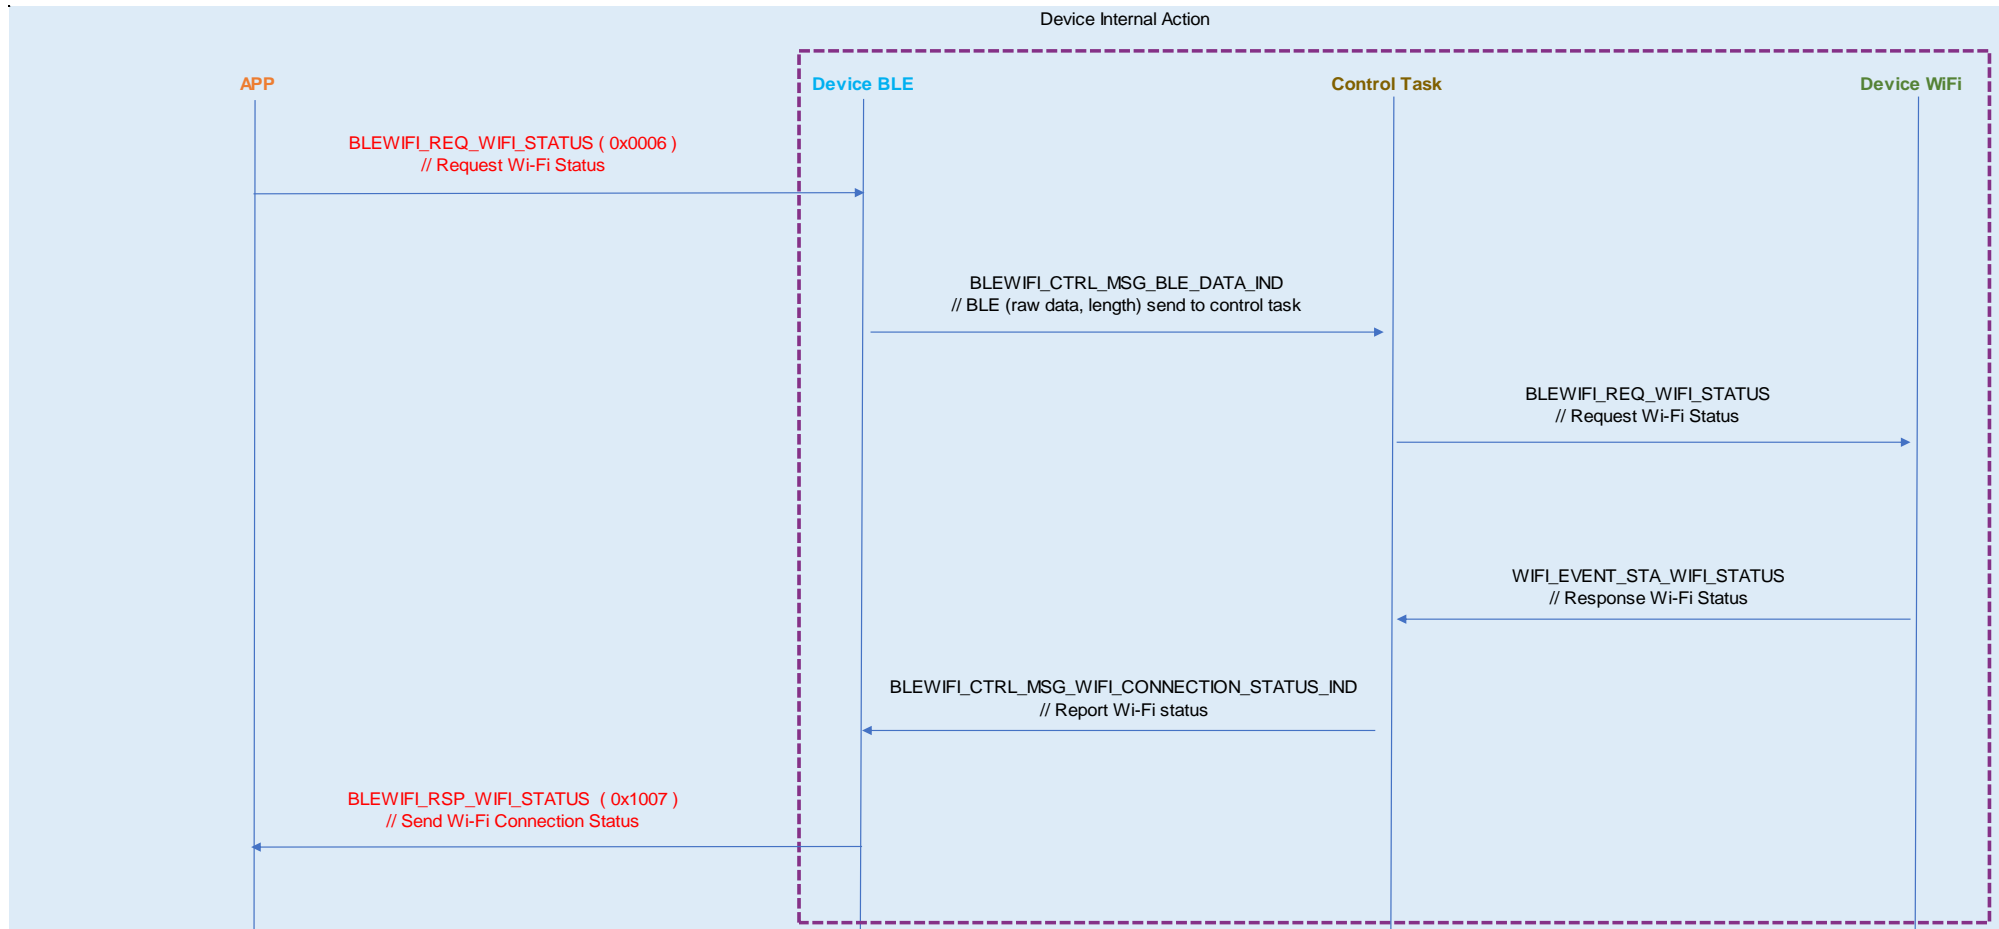 Device Internal Action
APP
Device BLE
Control Task
Device WiFi
BLEWIFI_REQ_WIFI_STATUS ( 0x0006 )
// Request Wi-Fi Status
BLEWIFI_CTRL_MSG_BLE_DATA_IND
// BLE (raw data, length) send to control task
BLEWIFI_REQ_WIFI_STATUS
// Request Wi-Fi Status
WIFI_EVENT_STA_WIFI_STATUS
// Response Wi-Fi Status
BLEWIFI_CTRL_MSG_WIFI_CONNECTION_STATUS_IND
// Report Wi-Fi status
BLEWIFI_RSP_WIFI_STATUS ( 0x1007 )
// Send Wi-Fi Connection Status